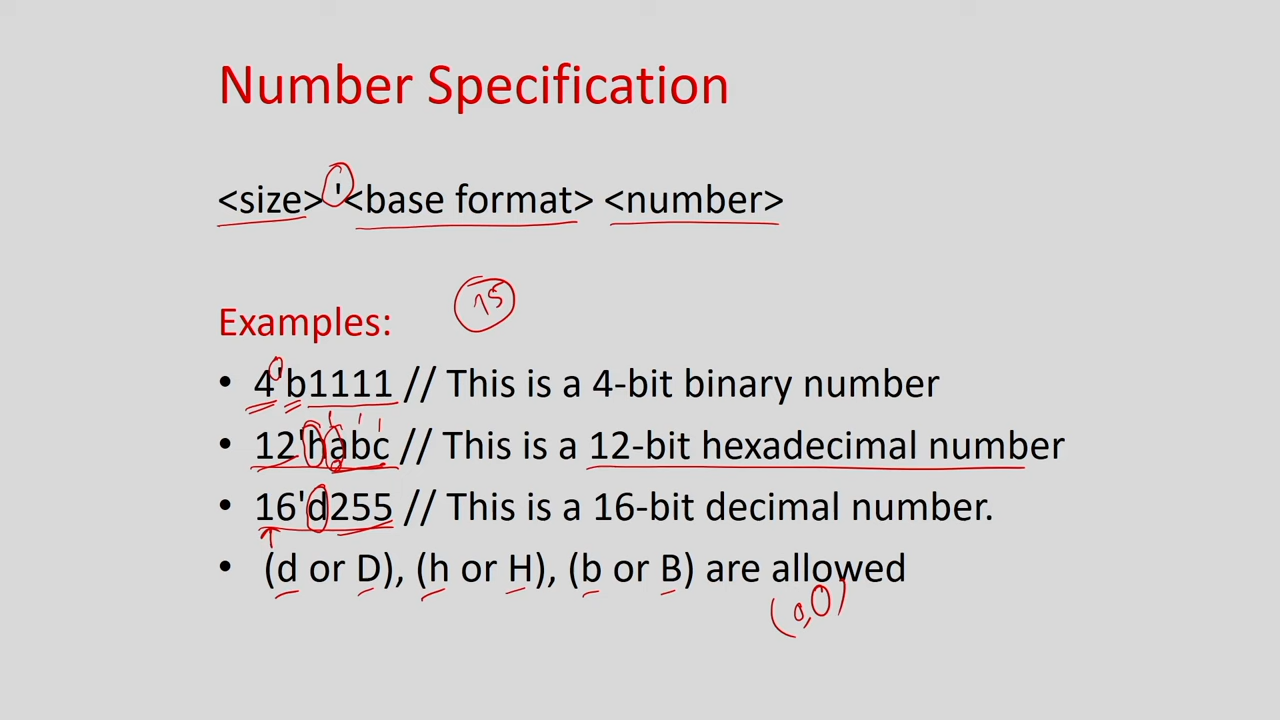 Number Specification
<size> '<base format> <number>
15
Examples:
• 4'b1111 // This is a 4-bit binary number
• 12'habc // This is a 12-bit hexadecimal number
• 16'd255 // This is a 16-bit decimal number.
• (d or D), (h or H), (b or B) are allowed
(o,O)